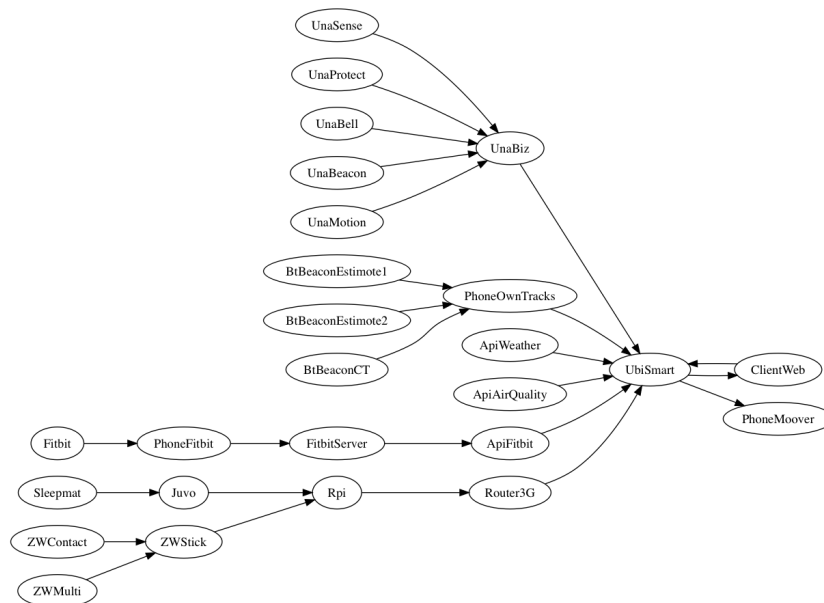 UnaSense
UnaProtect
UnaBell
UnaBiz
UnaBeacon
UnaMotion
BtBeaconEstimote1
PhoneOwnTracks
BtBeaconEstimote2
ApiWeather
BtBeaconCT
UbiSmart
ClientWeb
ApiAirQuality
PhoneMoover
Fitbit
PhoneFitbit
FitbitServer
ApiFitbit
Sleepmat
Juvo
Rpi
Router3G
ZWContact
ZWStick
ZWMulti